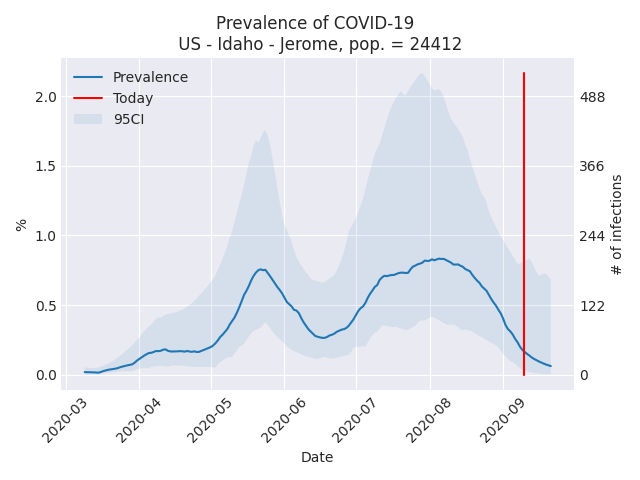 Prevalence of COVID-19
US - Idaho - Jerome, pop. = 24412
Prevalence
Today
95CI
2.0
1.5
1.0
0.5
0.0
%
488
366
244
122
0
# of infections
2020-03
2020-04
2020-05
2020-06
2020-07
2020-08
2020-09
Date